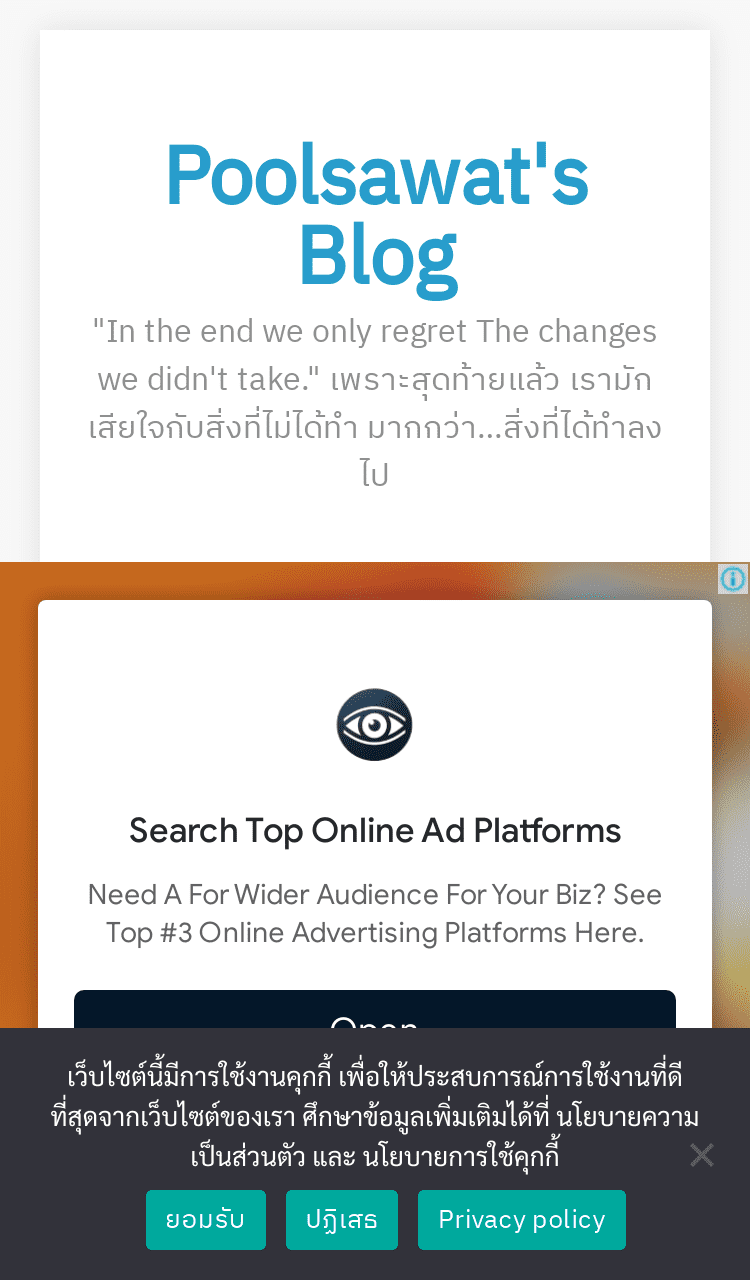 Poolsawat's
Blog
"In the end we only regret The changes
we didn't take." เพราะสุดท้ายแล้ว เรามัก
เสียใจกับสิ่งที่ไม่ได้ทำ มากกว่า...สิ่งที่ได้ทำลง
ไป
Search Top Online Ad Platforms
Need A For Wider Audience For Your Biz? See
Top #3 Online Advertising Platforms Here.
Open
เว็บไซต์นี้มีการใช้งานคุกกี้ เพื่อให้ประสบการณ์การใช้งานที่ดี
ที่สุดจากเว็บไซต์ของเรา ศึกษาข้อมูลเพิ่มเติมได้ที่ นโยบายความ
เป็นส่วนตัว และ นโยบายการใช้คุกกี้
ยอมรับ
ปฏิเสธ
Privacy policy